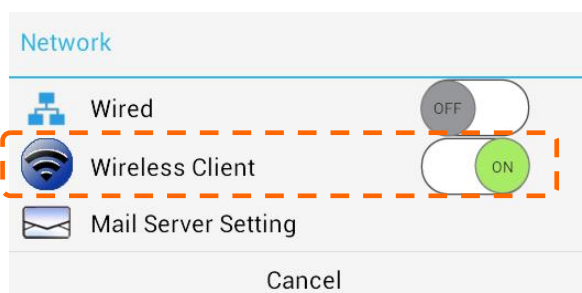 Network
Wired OFF
Wireless Client ON
Mail Server Setting
Cancel